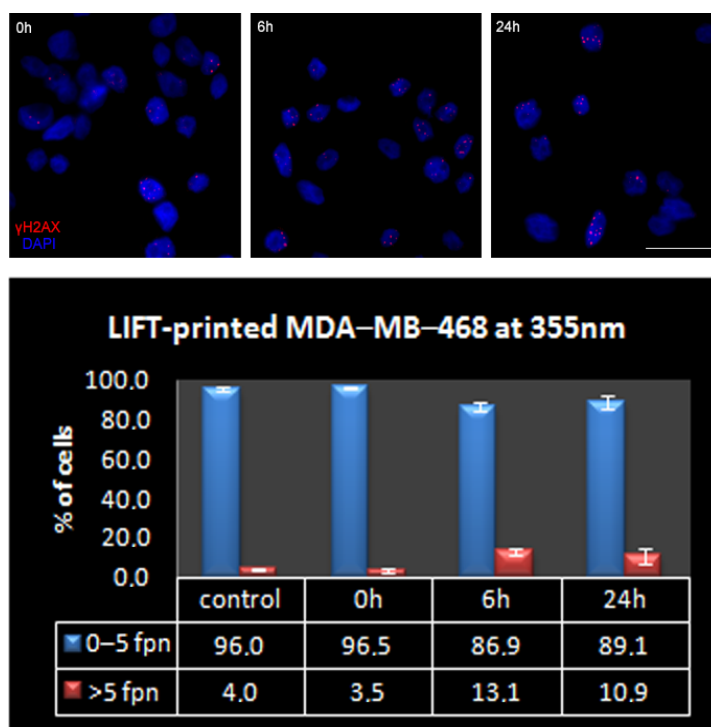 0h 6h 24h
γH2AX
DAPI
LIFT-printed MDA–MB–468 at 355nm
100.0
80.0
60.0
40.0
20.0
0.0
% of cells
control 0h 6h 24h
0–5 fpn 96.0 96.5 86.9 89.1
>5 fpn 4.0 3.5 13.1 10.9